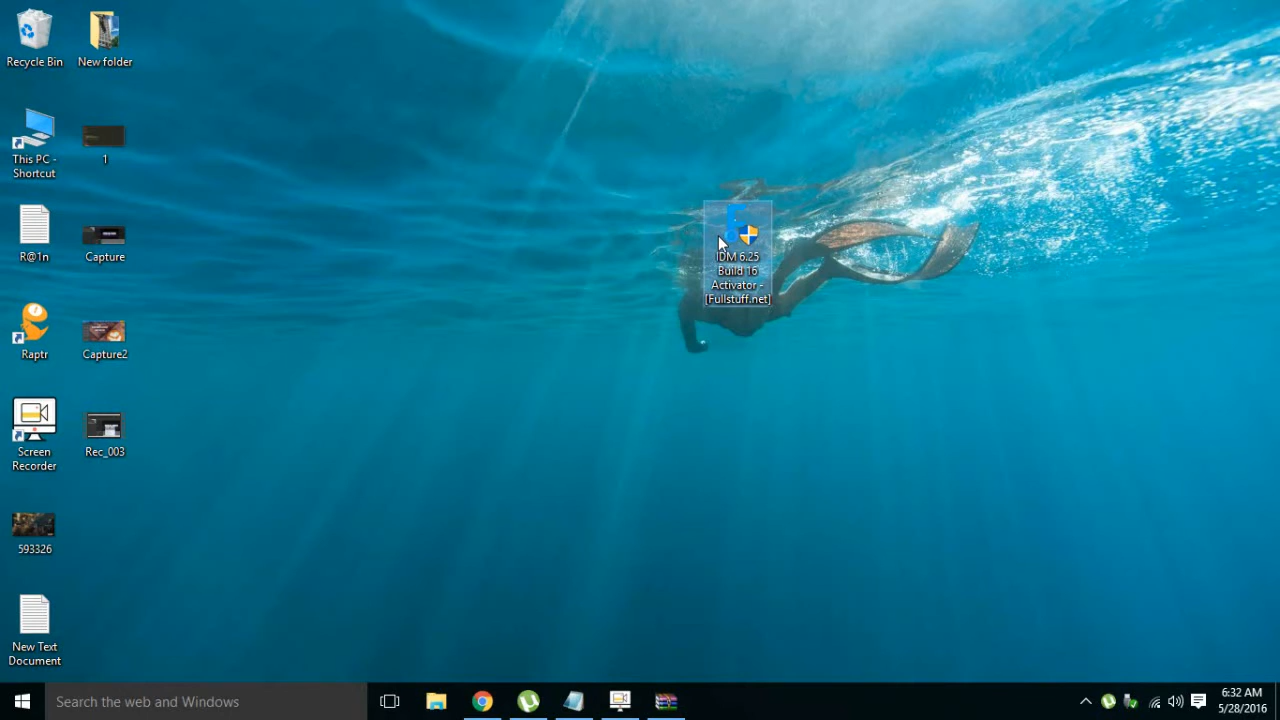 Recycle Bin
New folder
This PC -
Shortcut
1
R@1n
Capture
Raptr
Capture2
Screen
Recorder
Rec_003
593326
New Text
Document
IDM 6.25
Build 16
Activator -
[Fullstuff.net]
Search the web and Windows
6:32 AM
5/28/2016